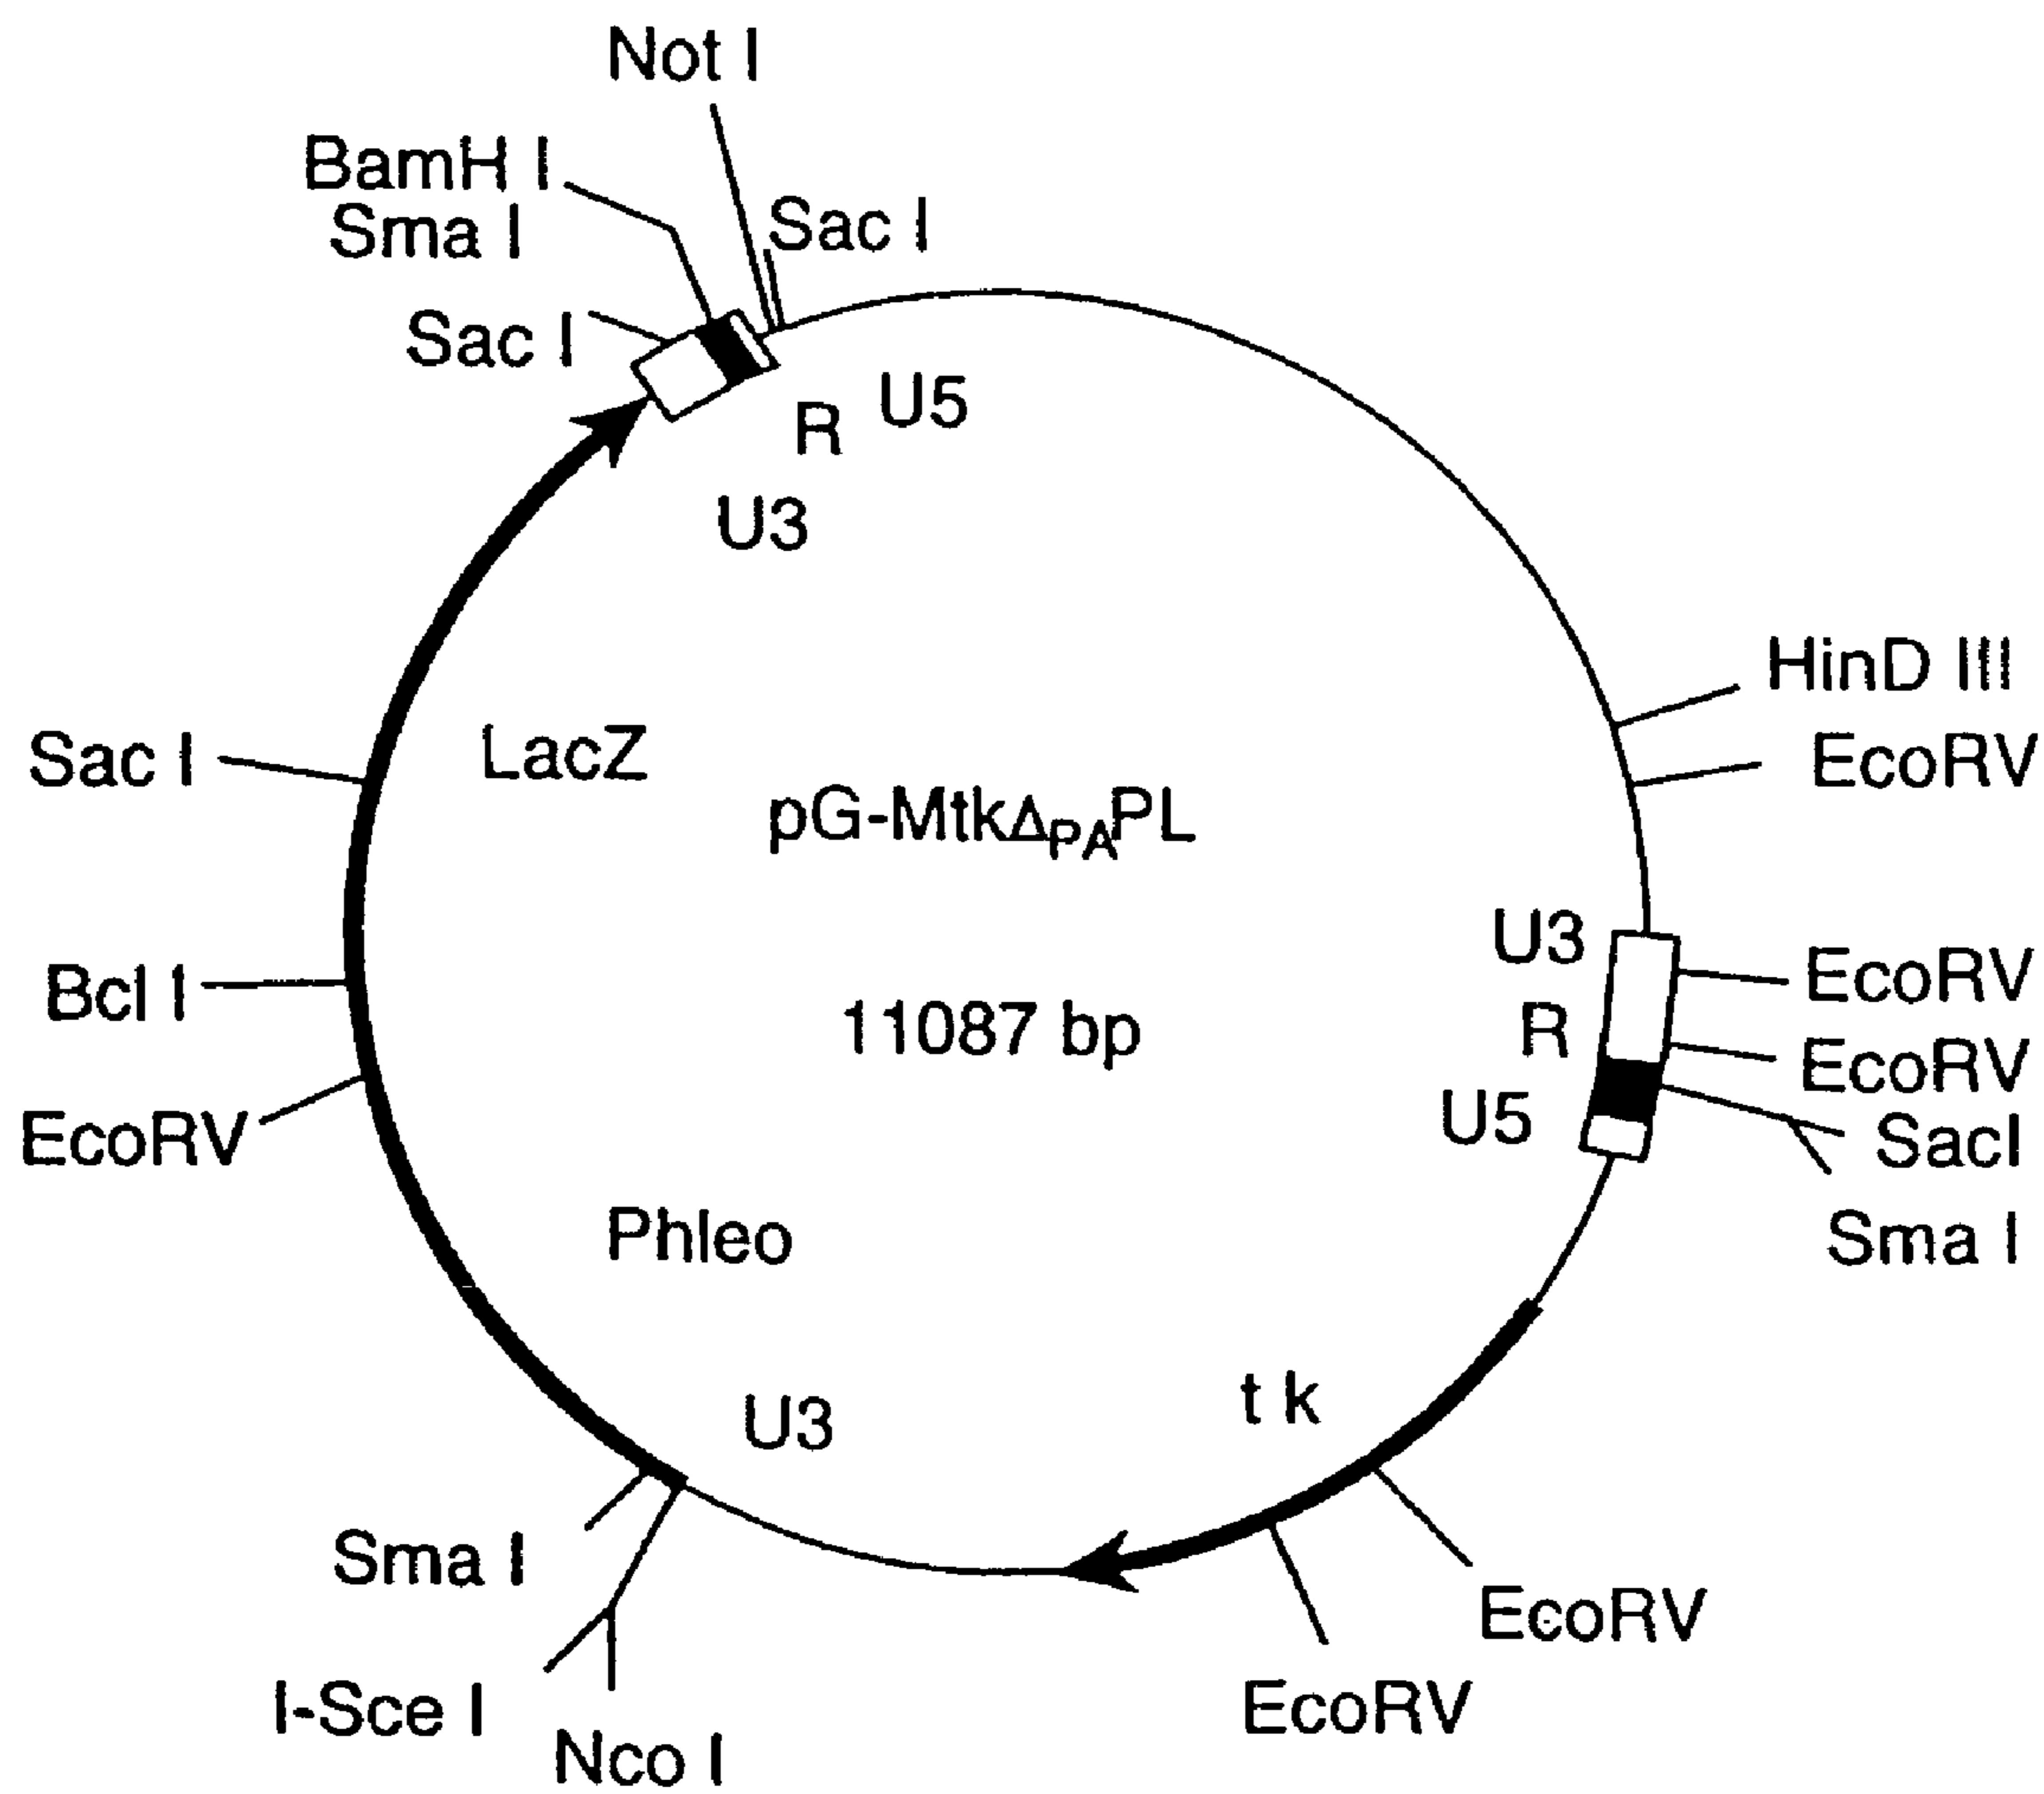 Not I
BamH I
Sma I
Sac I
Sac I
U5
R
U3
HinD III
EcoRV
Sac I
LacZ
pG-MtkΔPAPL
U3
EcoRV
Bcl I
11087 bp
R
EcoRV
U5
SacI
EcoRV
Sma I
Phleo
tk
U3
Sma I
EcoRV
I-Sce I
EcoRV
Nco I